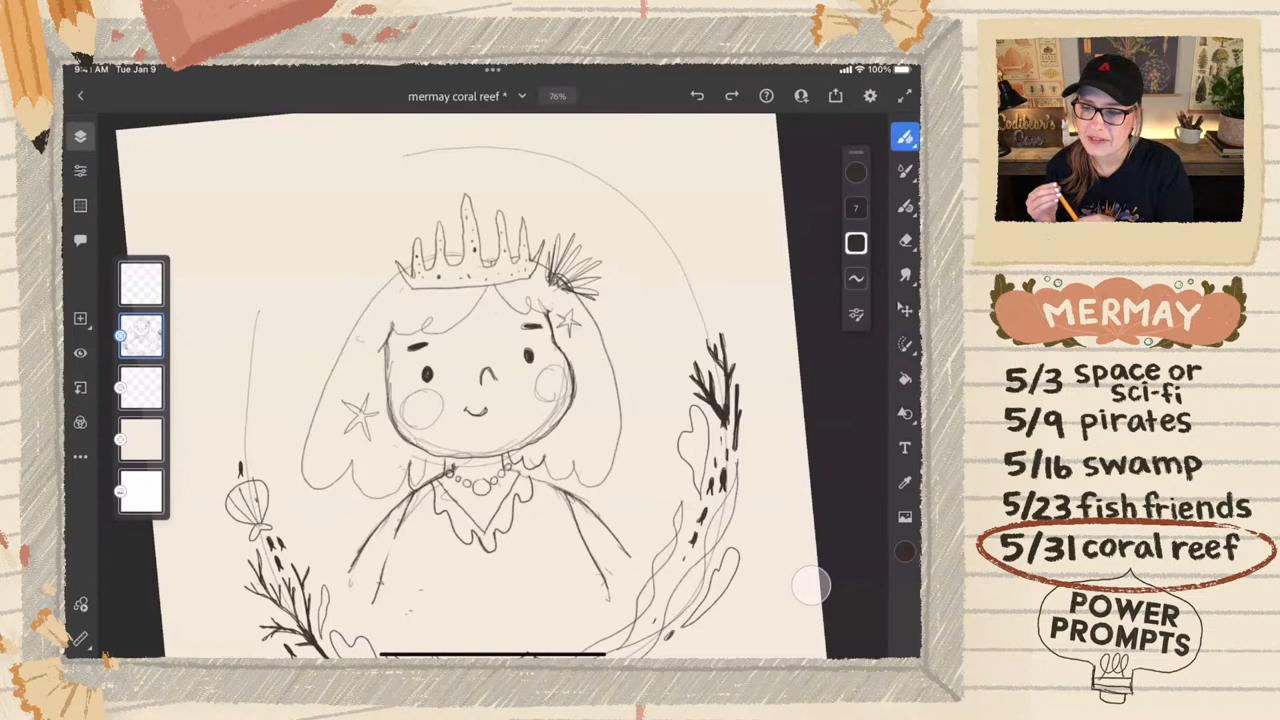 9:41 AM Tue Jan 9
100%
mermay coral reef *
76%
7
T
MERMAY
5/3 space or
sci-fi
5/9 pirates
5/16 swamp
5/23 fish friends
5/31 coral reef
POWER
PROMPTS